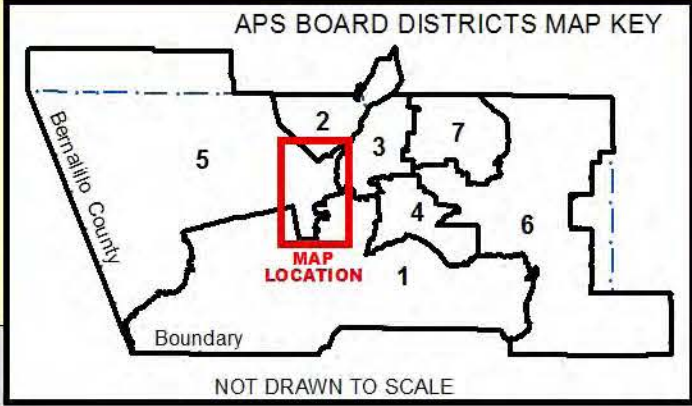 APS BOARD DISTRICTS MAP KEY
2
3
7
5
Bernalillo County
4
6
MAP
LOCATION
1
Boundary
NOT DRAWN TO SCALE